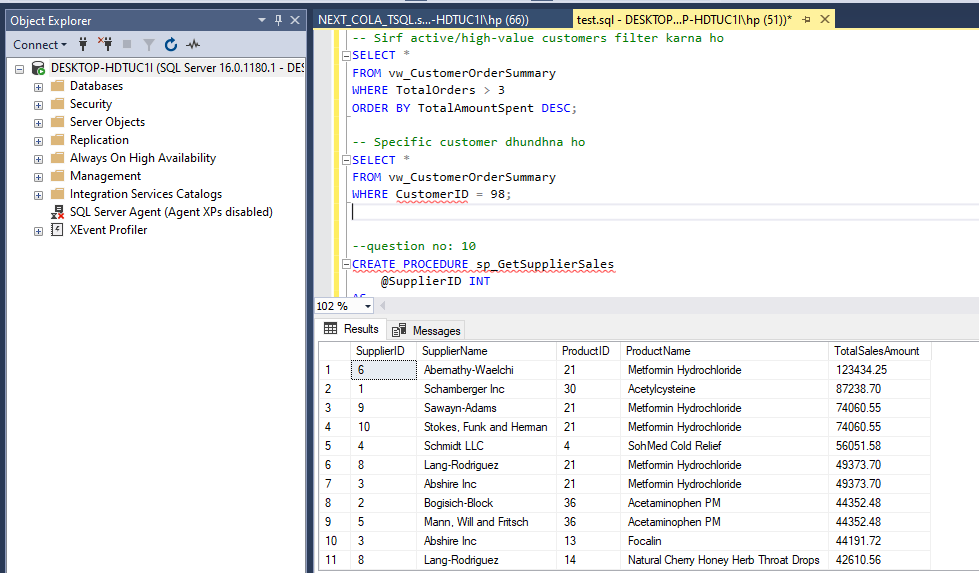 Object Explorer
Connect
DESKTOP-HDTUC1I (SQL Server 16.0.1180.1 - DES
Databases
Security
Server Objects
Replication
Always On High Availability
Management
Integration Services Catalogs
SQL Server Agent (Agent XPs disabled)
XEvent Profiler
NEXT_COLA_TSQL.s...-HDTUC1I\hp (66))
test.sql - DESKTOP...P-HDTUC1I\hp (51))*
-- Sirf active/high-value customers filter karna ho
SELECT *
FROM vw_CustomerOrderSummary
WHERE TotalOrders > 3
ORDER BY TotalAmountSpent DESC;
-- Specific customer dhundhna ho
SELECT *
FROM vw_CustomerOrderSummary
WHERE CustomerID = 98;
--question no: 10
CREATE PROCEDURE sp_GetSupplierSales
@SupplierID INT
AS
102 %
Results Messages
SupplierID SupplierName ProductID ProductName TotalSalesAmount
1 6 Abernathy-Waelchi 21 Metformin Hydrochloride 123434.25
2 1 Schamberger Inc 30 Acetylcysteine 87238.70
3 9 Sawayn-Adams 21 Metformin Hydrochloride 74060.55
4 10 Stokes, Funk and Herman 21 Metformin Hydrochloride 74060.55
5 4 Schmidt LLC 4 SohMed Cold Relief 56051.58
6 8 Lang-Rodriguez 21 Metformin Hydrochloride 49373.70
7 3 Abshire Inc 21 Metformin Hydrochloride 49373.70
8 2 Bogisich-Block 36 Acetaminophen PM 44352.48
9 5 Mann, Will and Fritsch 36 Acetaminophen PM 44352.48
10 3 Abshire Inc 13 Focalin 44191.72
11 8 Lang-Rodriguez 14 Natural Cherry Honey Herb Throat Drops 42610.56